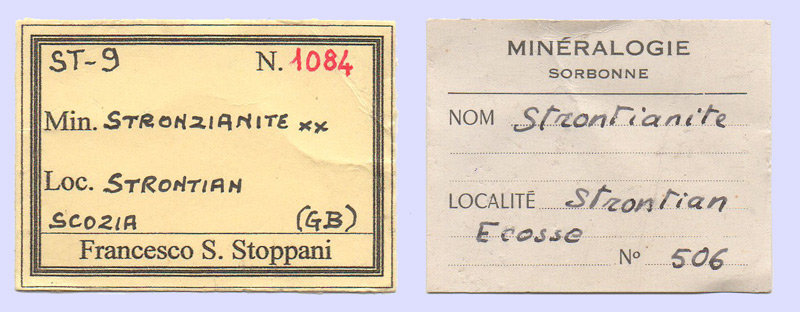 ST-9 N. 1084
Min. STRONZIANITE xx
Loc. STRONTIAN
SCOZIA (GB)
Francesco S. Stoppani
MINÉRALOGIE
SORBONNE
NOM Strontianite
LOCALITÉ Strontian
Ecosse
No 506